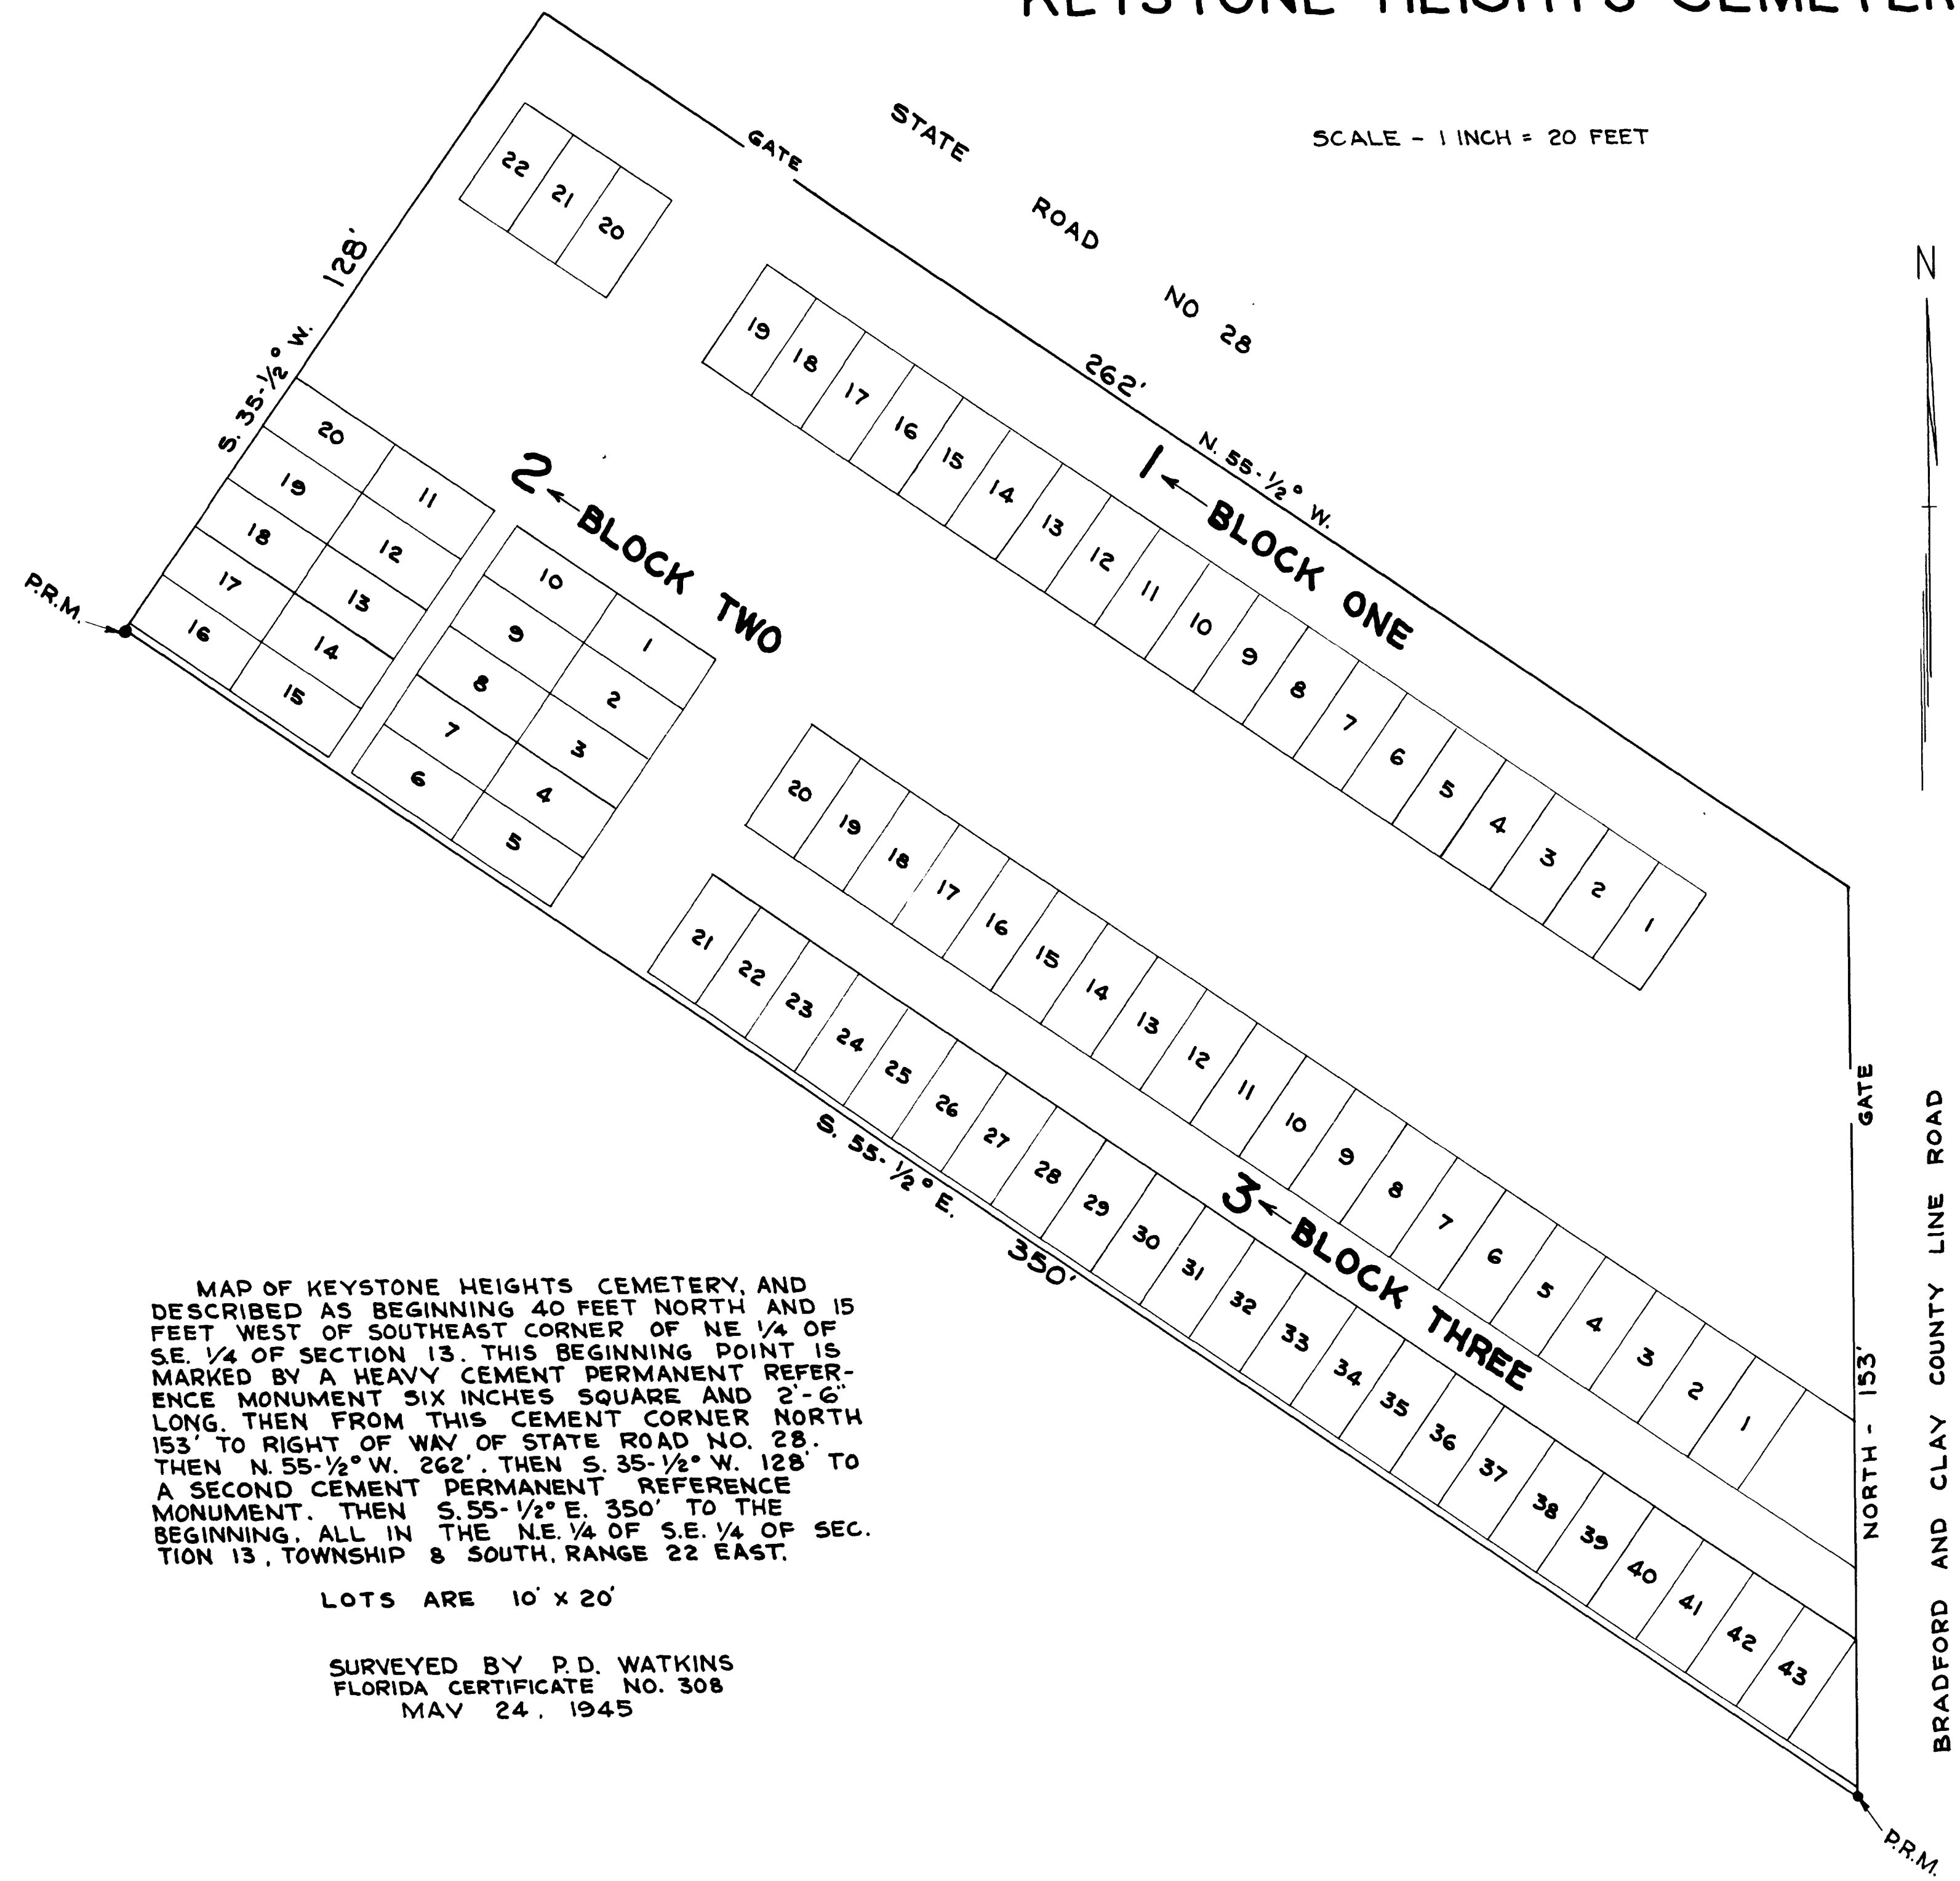 KEYSTONE HEIGHTS CEMETER
SCALE - 1 INCH = 20 FEET
STATE
ROAD
NO 28
GATE
262'
N. 55-½° W.
128'
S. 35-½° W.
N
22 21 20
19 18 17 16 15 14 13 12 11 10 9 8 7 6 5 4 3 2 1
1 ← BLOCK ONE
2 ← BLOCK TWO
20 11
19 12
18 13
17 14
16 15
10 1
9 2
8 3
7 4
6 5
P.R.M.
20 19 18 17 16 15 14 13 12 11 10 9 8 7 6 5 4 3 2 1
3 ← BLOCK THREE
21 22 23 24 25 26 27 28 29 30 31 32 33 34 35 36 37 38 39 40 41 42 43
S. 55-½° E.
350'
GATE
NORTH - 153'
BRADFORD AND CLAY COUNTY LINE ROAD
P.R.M.
MAP OF KEYSTONE HEIGHTS CEMETERY, AND
DESCRIBED AS BEGINNING 40 FEET NORTH AND 15
FEET WEST OF SOUTHEAST CORNER OF NE ¼ OF
S.E. ¼ OF SECTION 13. THIS BEGINNING POINT IS
MARKED BY A HEAVY CEMENT PERMANENT REFER-
ENCE MONUMENT SIX INCHES SQUARE AND 2'-6"
LONG. THEN FROM THIS CEMENT CORNER NORTH
153' TO RIGHT OF WAY OF STATE ROAD NO. 28.
THEN N. 55-½° W. 262'. THEN S. 35-½° W. 128' TO
A SECOND CEMENT PERMANENT REFERENCE
MONUMENT. THEN S. 55-½° E. 350' TO THE
BEGINNING, ALL IN THE N.E. ¼ OF S.E. ¼ OF SEC.
TION 13, TOWNSHIP 8 SOUTH, RANGE 22 EAST.
LOTS ARE 10' X 20'
SURVEYED BY P.D. WATKINS
FLORIDA CERTIFICATE NO. 308
MAY 24, 1945